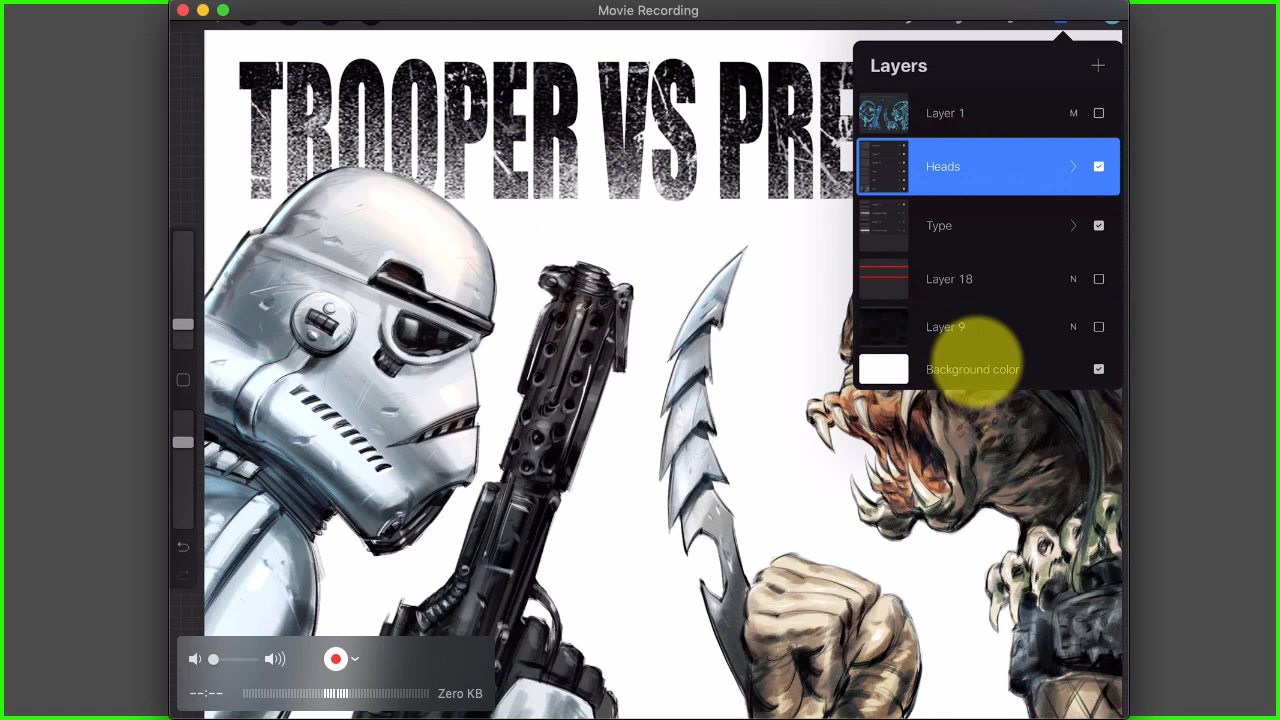 Movie Recording
TROOPER VS PRE
Layers
Layer 1 M
Heads
Type
Layer 18 N
Layer 9 N
Background color
--:-- Zero KB